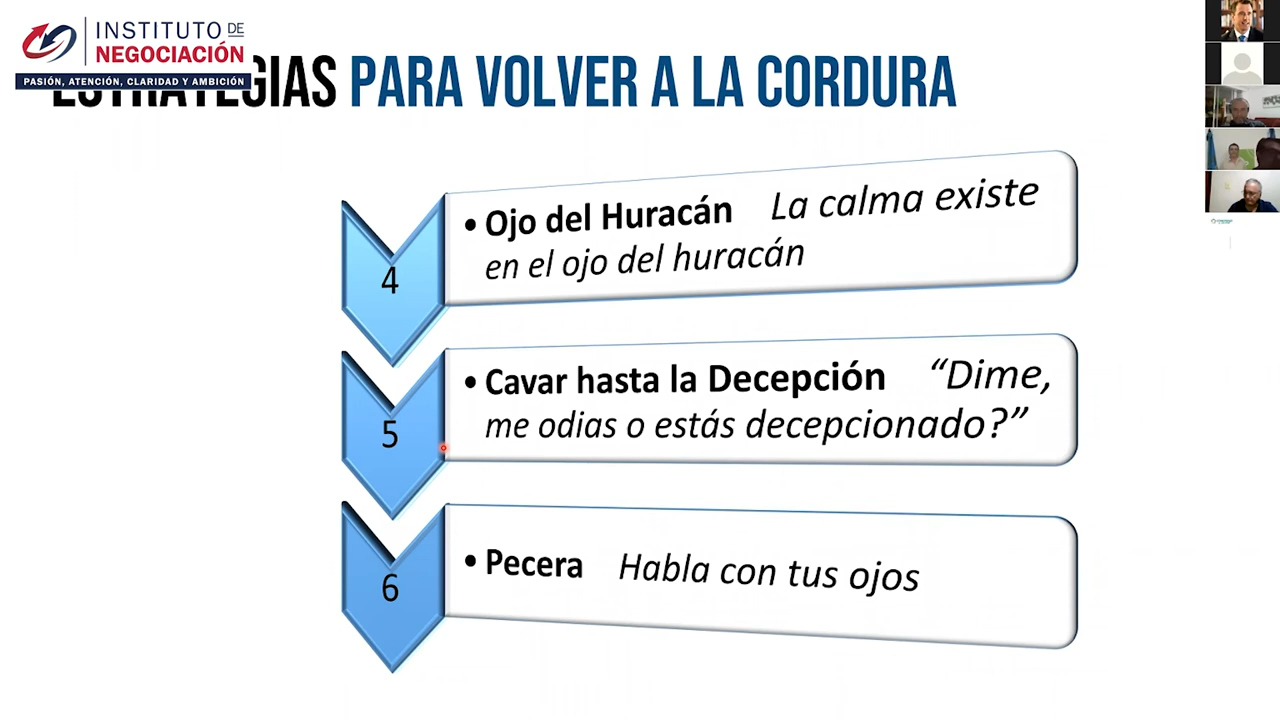 INSTITUTO DE
NEGOCIACIÓN
PASIÓN, ATENCIÓN, CLARIDAD Y AMBICIÓN
ESTRATEGIAS PARA VOLVER A LA CORDURA
4
• Ojo del Huracán La calma existe
en el ojo del huracán
5
• Cavar hasta la Decepción “Dime,
me odias o estás decepcionado?”
6
• Pecera Habla con tus ojos